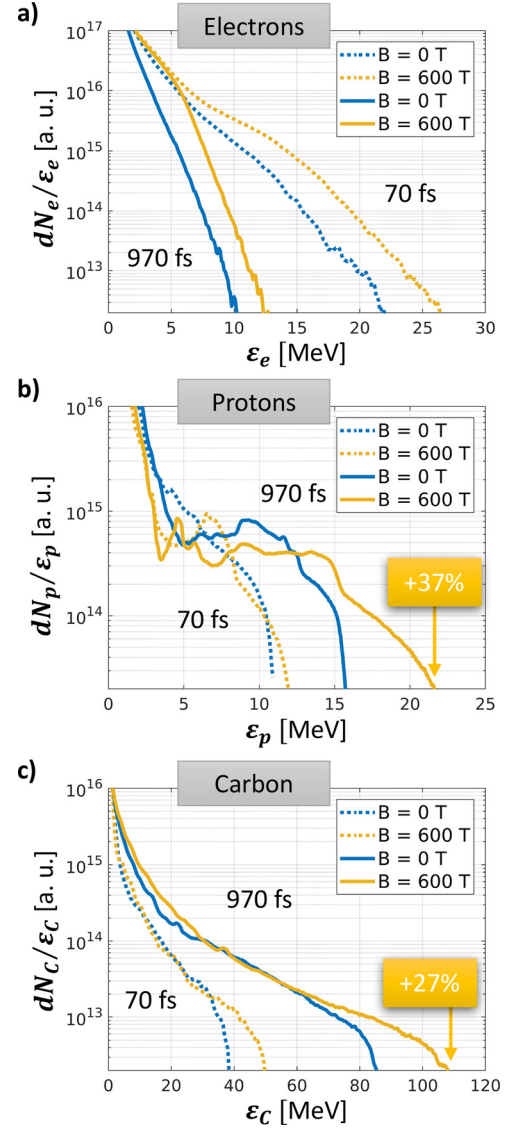 a)
Electrons
dN_e/ε_e [a. u.]
10^17
10^16
10^15
10^14
10^13
B = 0 T
B = 600 T
B = 0 T
B = 600 T
70 fs
970 fs
0 5 10 15 20 25 30
ε_e [MeV]
b)
Protons
dN_p/ε_p [a. u.]
10^16
10^15
10^14
B = 0 T
B = 600 T
B = 0 T
B = 600 T
970 fs
+37%
70 fs
0 5 10 15 20 25
ε_p [MeV]
c)
Carbon
dN_C/ε_C [a. u.]
10^16
10^15
10^14
10^13
B = 0 T
B = 600 T
B = 0 T
B = 600 T
970 fs
+27%
70 fs
0 20 40 60 80 100 120
ε_C [MeV]